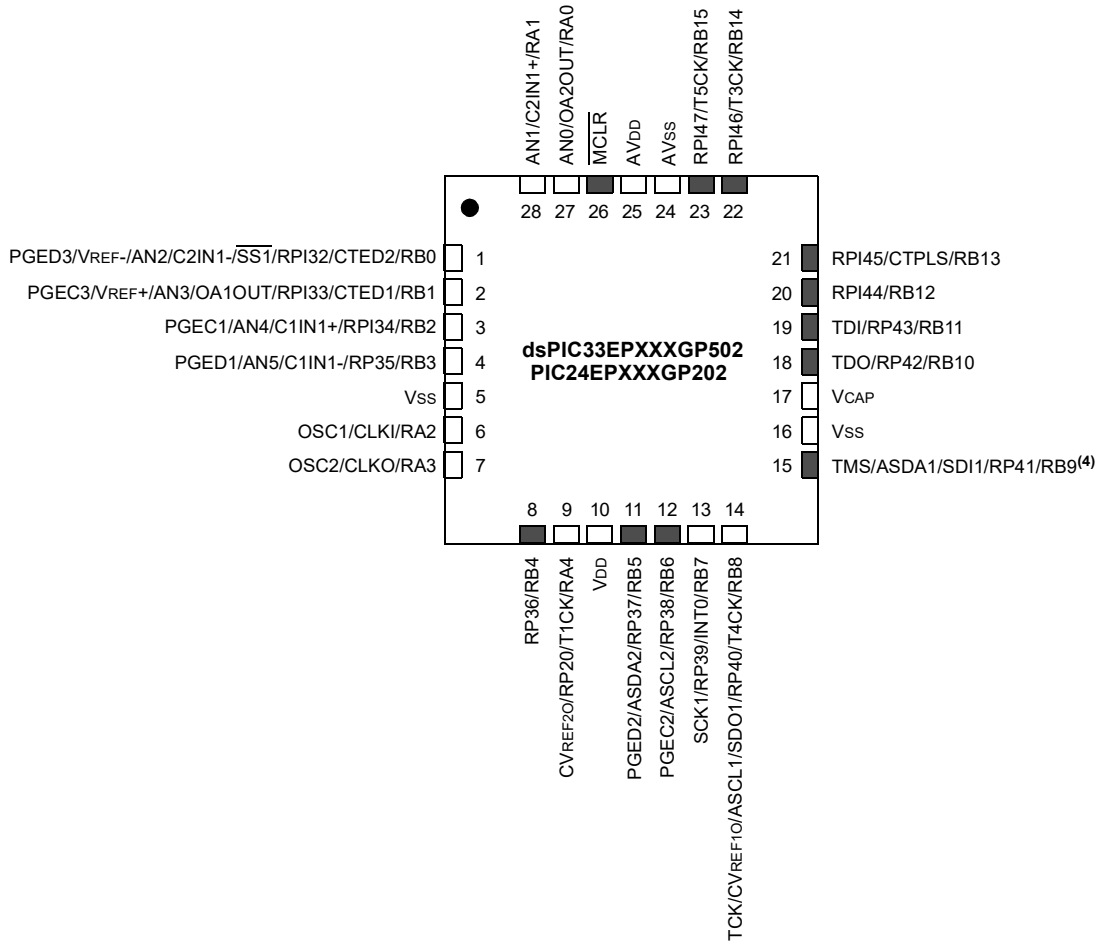 AN1/C2IN1+/RA1
AN0/OA2OUT/RA0
MCLR
AVDD
AVSS
RPI47/T5CK/RB15
RPI46/T3CK/RB14
28 27 26 25 24 23 22
PGED3/VREF-/AN2/C2IN1-/SS1/RPI32/CTED2/RB0 1
PGEC3/VREF+/AN3/OA1OUT/RPI33/CTED1/RB1 2
PGEC1/AN4/C1IN1+/RPI34/RB2 3
PGED1/AN5/C1IN1-/RP35/RB3 4
VSS 5
OSC1/CLKI/RA2 6
OSC2/CLKO/RA3 7
dsPIC33EPXXXGP502
PIC24EPXXXGP202
21 RPI45/CTPLS/RB13
20 RPI44/RB12
19 TDI/RP43/RB11
18 TDO/RP42/RB10
17 VCAP
16 VSS
15 TMS/ASDA1/SDI1/RP41/RB9(4)
8 9 10 11 12 13 14
RP36/RB4
CVREF2O/RP20/T1CK/RA4
VDD
PGED2/ASDA2/RP37/RB5
PGEC2/ASCL2/RP38/RB6
SCK1/RP39/INT0/RB7
TCK/CVREF1O/ASCL1/SDO1/RP40/T4CK/RB8